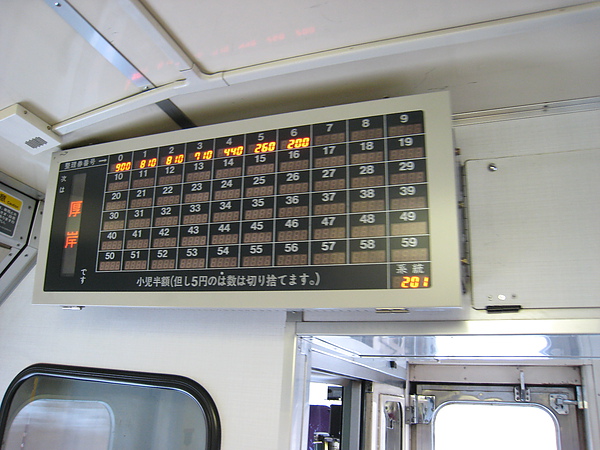 整理券番号→ 0 1 2 3 4 5 6 7 8 9
900 810 810 710 440 260 200
10 11 12 13 14 15 16 17 18 19
20 21 22 23 24 25 26 27 28 29
30 31 32 33 34 35 36 37 38 39
40 41 42 43 44 45 46 47 48 49
50 51 52 53 54 55 56 57 58 59
次は
厚岸
です
小児半額(但し5円のは数は切り捨てます。)
系統
201